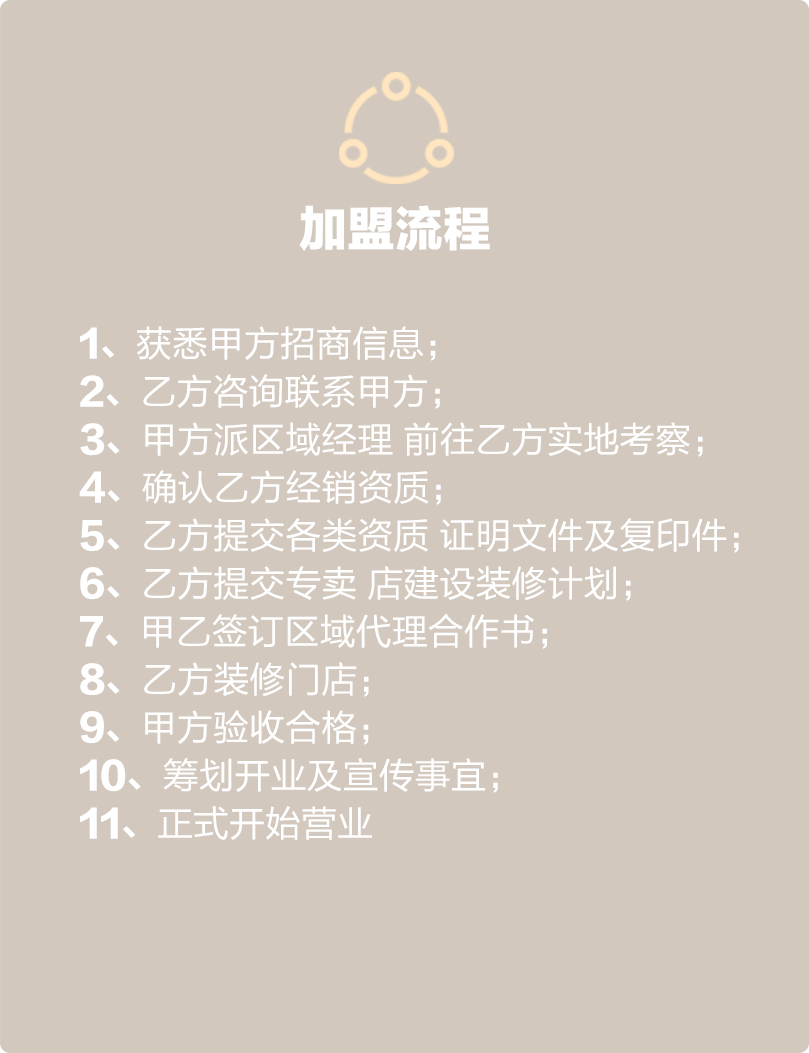 加盟流程
1、获悉甲方招商信息；
2、乙方咨询联系甲方；
3、甲方派区域经理 前往乙方实地考察；
4、确认乙方经销资质；
5、乙方提交各类资质 证明文件及复印件；
6、乙方提交专卖 店建设装修计划；
7、甲乙签订区域代理合作书；
8、乙方装修门店；
9、甲方验收合格；
10、筹划开业及宣传事宜；
11、正式开始营业